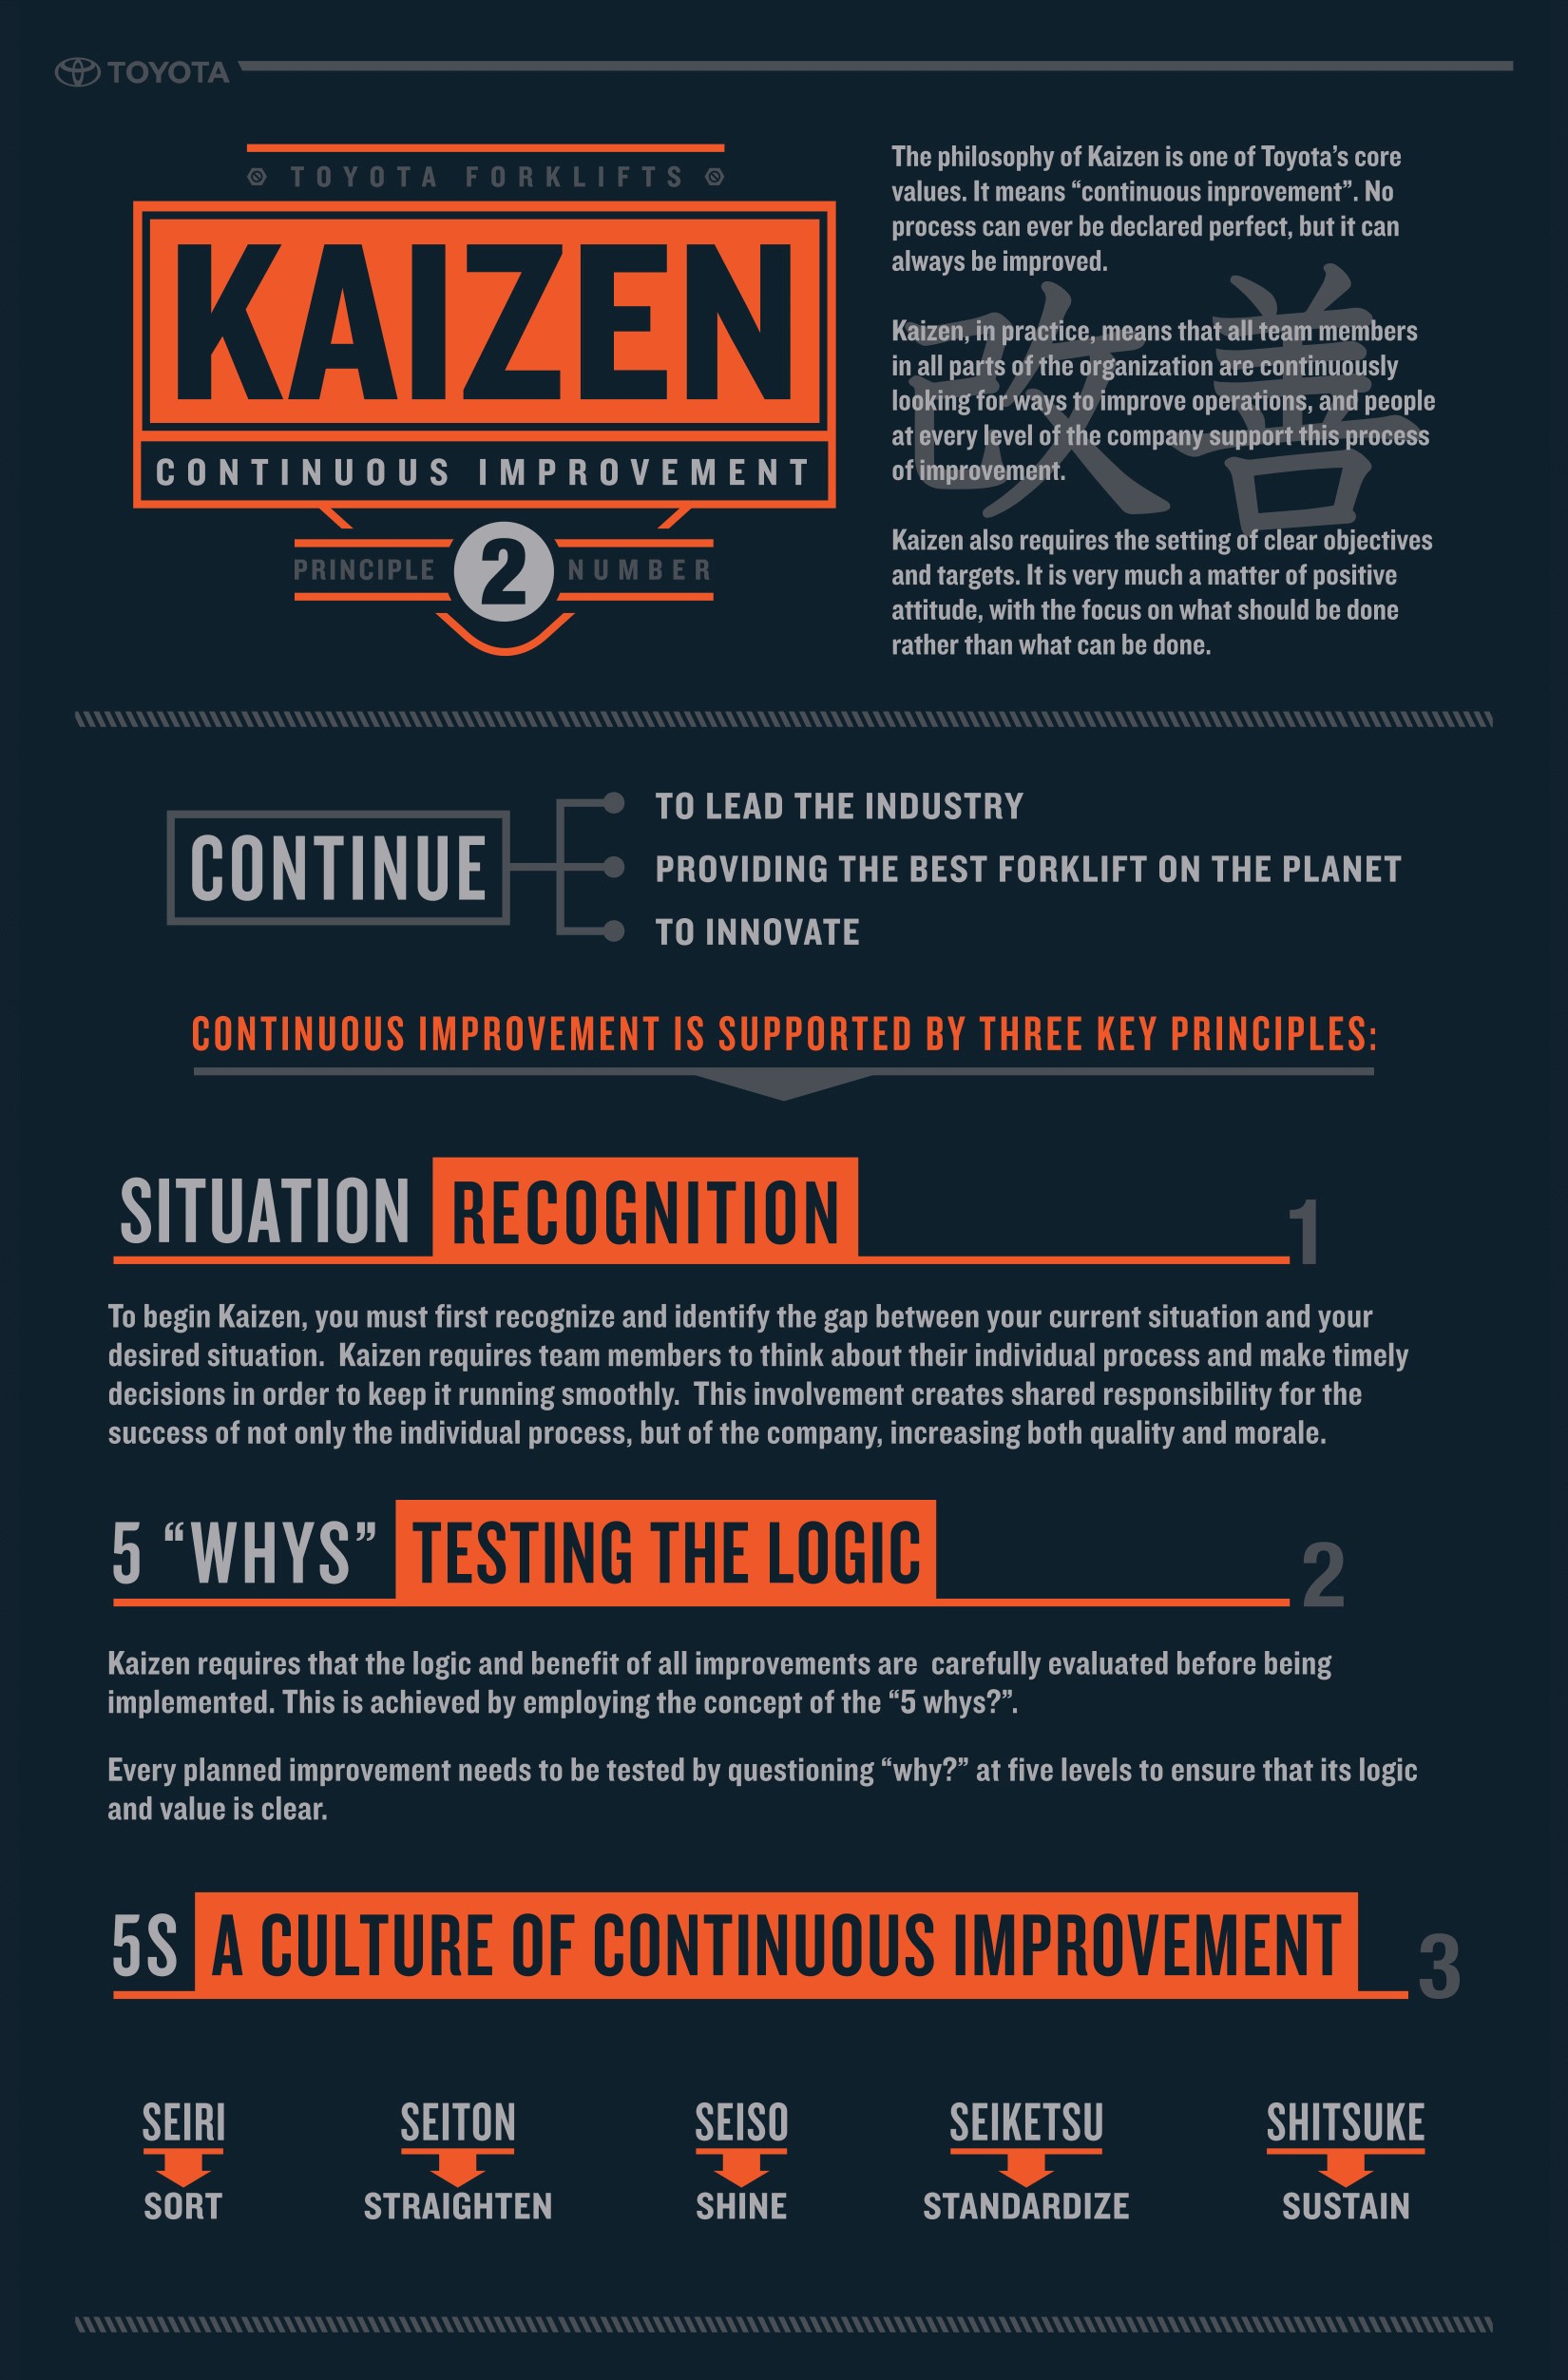 TOYOTA
TOYOTA FORKLIFTS
KAIZEN
CONTINUOUS IMPROVEMENT
PRINCIPLE 2 NUMBER
The philosophy of Kaizen is one of Toyota’s core
values. It means “continuous inprovement”. No
process can ever be declared perfect, but it can
always be improved.
改善
Kaizen, in practice, means that all team members
in all parts of the organization are continuously
looking for ways to improve operations, and people
at every level of the company support this process
of improvement.
Kaizen also requires the setting of clear objectives
and targets. It is very much a matter of positive
attitude, with the focus on what should be done
rather than what can be done.
CONTINUE
TO LEAD THE INDUSTRY
PROVIDING THE BEST FORKLIFT ON THE PLANET
TO INNOVATE
CONTINUOUS IMPROVEMENT IS SUPPORTED BY THREE KEY PRINCIPLES:
SITUATION RECOGNITION 1
To begin Kaizen, you must first recognize and identify the gap between your current situation and your
desired situation.  Kaizen requires team members to think about their individual process and make timely
decisions in order to keep it running smoothly.  This involvement creates shared responsibility for the
success of not only the individual process, but of the company, increasing both quality and morale.
5 “WHYS” TESTING THE LOGIC 2
Kaizen requires that the logic and benefit of all improvements are  carefully evaluated before being
implemented. This is achieved by employing the concept of the “5 whys?”.
Every planned improvement needs to be tested by questioning “why?” at five levels to ensure that its logic
and value is clear.
5S A CULTURE OF CONTINUOUS IMPROVEMENT 3
SEIRI SEITON SEISO SEIKETSU SHITSUKE
SORT STRAIGHTEN SHINE STANDARDIZE SUSTAIN